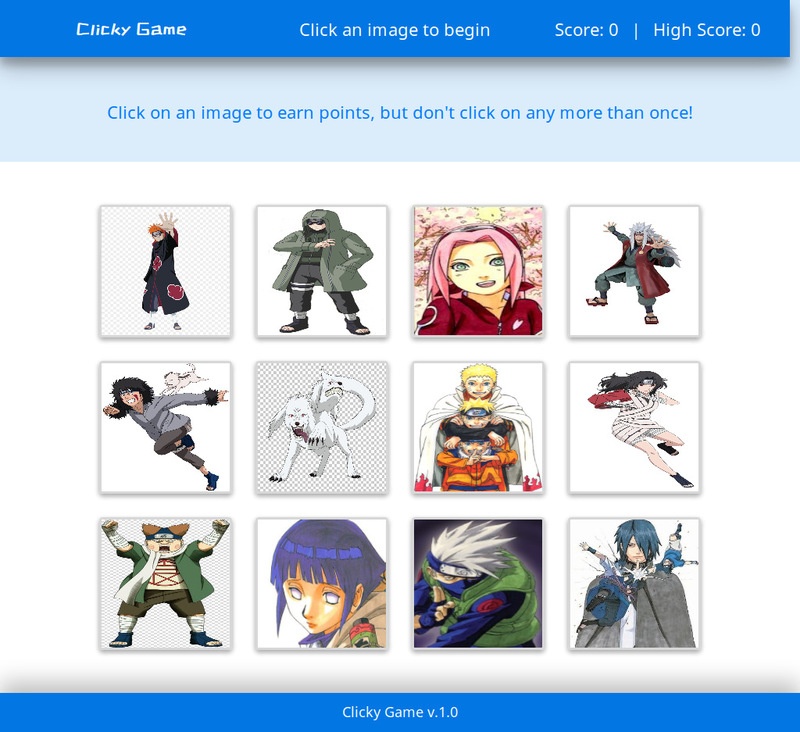 Clicky Game
Click an image to begin
Score: 0 | High Score: 0
Click on an image to earn points, but don't click on any more than once!
Clicky Game v.1.0